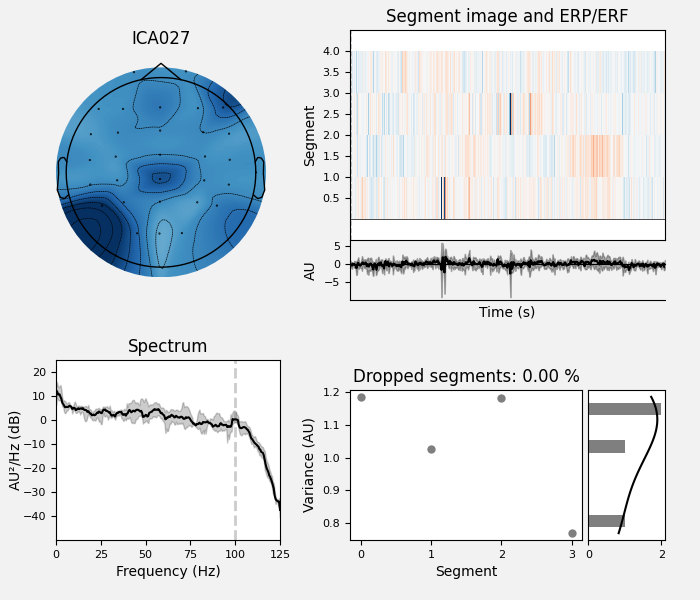 ICA027
Segment image and ERP/ERF
Segment
4.0
3.5
3.0
2.5
2.0
1.5
1.0
0.5
AU
5
0
−5
Time (s)
Spectrum
AU²/Hz (dB)
20
10
0
−10
−20
−30
−40
0 25 50 75 100 125
Frequency (Hz)
Dropped segments: 0.00 %
Variance (AU)
1.2
1.1
1.0
0.9
0.8
0 1 2 3
Segment
0 2